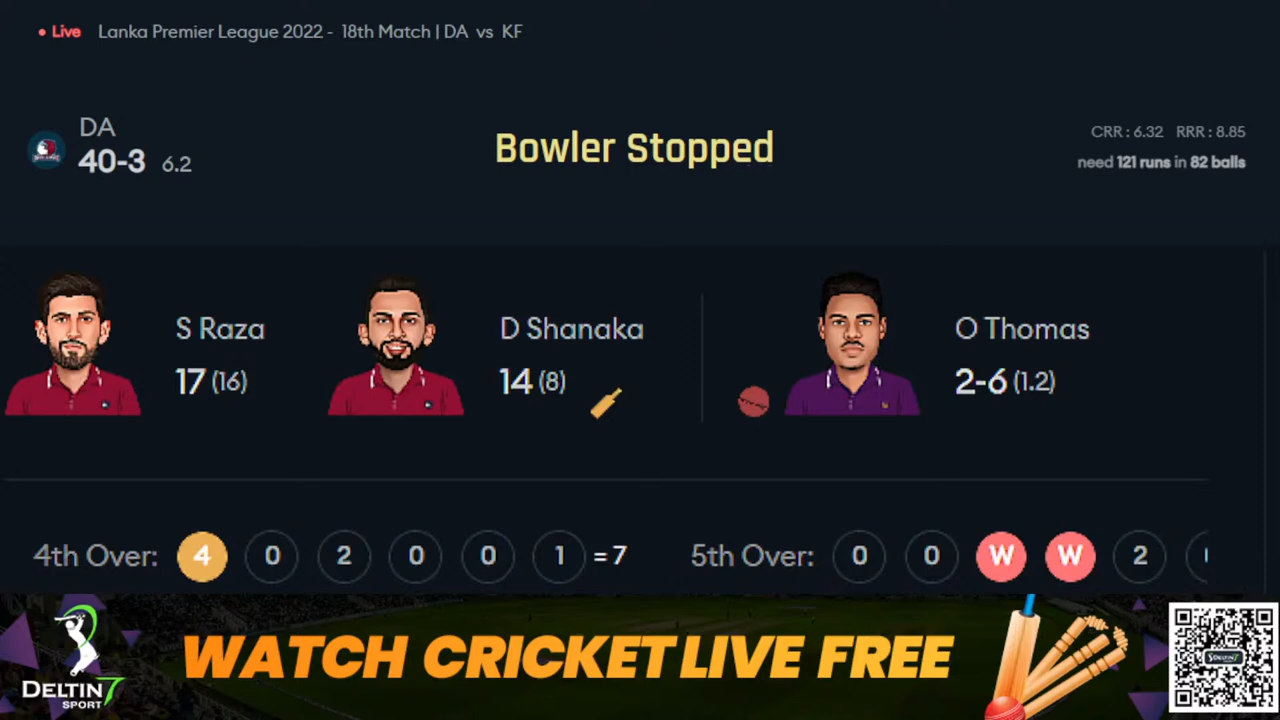 Live Lanka Premier League 2022 - 18th Match | DA vs KF
DA
40-3 6.2
Bowler Stopped
CRR : 6.32 RRR : 8.85
need 121 runs in 82 balls
S Raza
17 (16)
D Shanaka
14 (8)
O Thomas
2-6 (1.2)
4th Over: 4 0 2 0 0 1 = 7 5th Over: 0 0 W W 2
WATCH CRICKET LIVE FREE
DELTIN7
SPORT